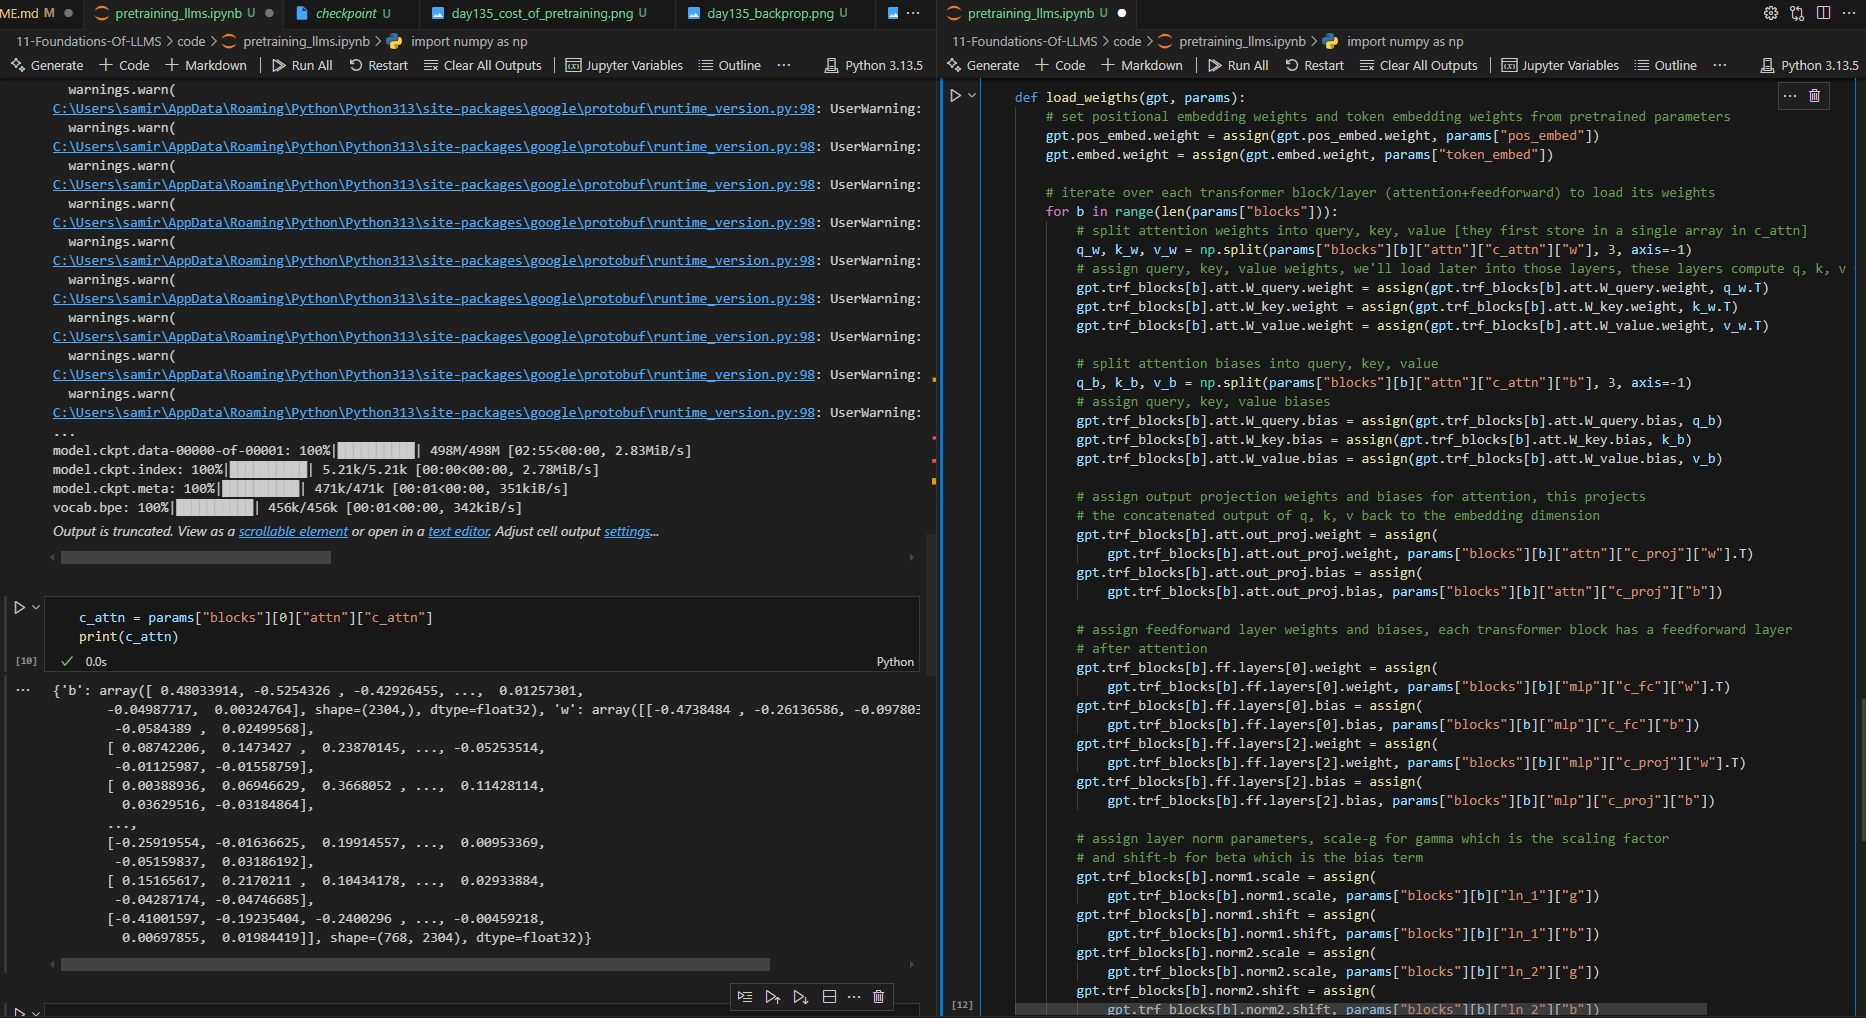 ME.md M
pretraining_llms.ipynb U
checkpoint U
day135_cost_of_pretraining.png U
day135_backprop.png U
11-Foundations-Of-LLMS > code > pretraining_llms.ipynb > import numpy as np
Generate + Code + Markdown Run All Restart Clear All Outputs Jupyter Variables Outline ... Python 3.13.5
warnings.warn(
C:\Users\samir\AppData\Roaming\Python\Python313\site-packages\google\protobuf\runtime_version.py:98: UserWarning:
warnings.warn(
C:\Users\samir\AppData\Roaming\Python\Python313\site-packages\google\protobuf\runtime_version.py:98: UserWarning:
warnings.warn(
C:\Users\samir\AppData\Roaming\Python\Python313\site-packages\google\protobuf\runtime_version.py:98: UserWarning:
warnings.warn(
C:\Users\samir\AppData\Roaming\Python\Python313\site-packages\google\protobuf\runtime_version.py:98: UserWarning:
warnings.warn(
C:\Users\samir\AppData\Roaming\Python\Python313\site-packages\google\protobuf\runtime_version.py:98: UserWarning:
warnings.warn(
C:\Users\samir\AppData\Roaming\Python\Python313\site-packages\google\protobuf\runtime_version.py:98: UserWarning:
warnings.warn(
C:\Users\samir\AppData\Roaming\Python\Python313\site-packages\google\protobuf\runtime_version.py:98: UserWarning:
warnings.warn(
C:\Users\samir\AppData\Roaming\Python\Python313\site-packages\google\protobuf\runtime_version.py:98: UserWarning:
warnings.warn(
C:\Users\samir\AppData\Roaming\Python\Python313\site-packages\google\protobuf\runtime_version.py:98: UserWarning:
...
model.ckpt.data-00000-of-00001: 100%|██████████| 498M/498M [02:55<00:00, 2.83MiB/s]
model.ckpt.index: 100%|██████████| 5.21k/5.21k [00:00<00:00, 2.78MiB/s]
model.ckpt.meta: 100%|██████████| 471k/471k [00:01<00:00, 351kiB/s]
vocab.bpe: 100%|██████████| 456k/456k [00:01<00:00, 342kiB/s]
Output is truncated. View as a scrollable element or open in a text editor. Adjust cell output settings...
c_attn = params["blocks"][0]["attn"]["c_attn"]
print(c_attn)
[10] 0.0s Python
{'b': array([ 0.48033914, -0.5254326 , -0.42926455, ..., 0.01257301,
-0.04987717, 0.00324764], shape=(2304,), dtype=float32), 'w': array([[-0.4738484 , -0.26136586, -0.097803
-0.0584389 , 0.02499568],
[ 0.08742206, 0.1473427 , 0.23870145, ..., -0.05253514,
-0.01125987, -0.01558759],
[ 0.00388936, 0.06946629, 0.3668052 , ..., 0.11428114,
0.03629516, -0.03184864],
...,
[-0.25919554, -0.01636625, 0.19914557, ..., 0.00953369,
-0.05159837, 0.03186192],
[ 0.15165617, 0.2170211 , 0.10434178, ..., 0.02933884,
-0.04287174, -0.04746685],
[-0.41001597, -0.19235404, -0.2400296 , ..., -0.00459218,
0.00697855, 0.01984419]], shape=(768, 2304), dtype=float32)}
pretraining_llms.ipynb U
11-Foundations-Of-LLMS > code > pretraining_llms.ipynb > import numpy as np
Generate + Code + Markdown Run All Restart Clear All Outputs Jupyter Variables Outline ... Python 3.13.5
def load_weigths(gpt, params):
# set positional embedding weights and token embedding weights from pretrained parameters
gpt.pos_embed.weight = assign(gpt.pos_embed.weight, params["pos_embed"])
gpt.embed.weight = assign(gpt.embed.weight, params["token_embed"])
# iterate over each transformer block/layer (attention+feedforward) to load its weights
for b in range(len(params["blocks"])):
# split attention weights into query, key, value [they first store in a single array in c_attn]
q_w, k_w, v_w = np.split(params["blocks"][b]["attn"]["c_attn"]["w"], 3, axis=-1)
# assign query, key, value weights, we'll load later into those layers, these layers compute q, k, v
gpt.trf_blocks[b].att.W_query.weight = assign(gpt.trf_blocks[b].att.W_query.weight, q_w.T)
gpt.trf_blocks[b].att.W_key.weight = assign(gpt.trf_blocks[b].att.W_key.weight, k_w.T)
gpt.trf_blocks[b].att.W_value.weight = assign(gpt.trf_blocks[b].att.W_value.weight, v_w.T)
# split attention biases into query, key, value
q_b, k_b, v_b = np.split(params["blocks"][b]["attn"]["c_attn"]["b"], 3, axis=-1)
# assign query, key, value biases
gpt.trf_blocks[b].att.W_query.bias = assign(gpt.trf_blocks[b].att.W_query.bias, q_b)
gpt.trf_blocks[b].att.W_key.bias = assign(gpt.trf_blocks[b].att.W_key.bias, k_b)
gpt.trf_blocks[b].att.W_value.bias = assign(gpt.trf_blocks[b].att.W_value.bias, v_b)
# assign output projection weights and biases for attention, this projects
# the concatenated output of q, k, v back to the embedding dimension
gpt.trf_blocks[b].att.out_proj.weight = assign(
gpt.trf_blocks[b].att.out_proj.weight, params["blocks"][b]["attn"]["c_proj"]["w"].T)
gpt.trf_blocks[b].att.out_proj.bias = assign(
gpt.trf_blocks[b].att.out_proj.bias, params["blocks"][b]["attn"]["c_proj"]["b"])
# assign feedforward layer weights and biases, each transformer block has a feedforward layer
# after attention
gpt.trf_blocks[b].ff.layers[0].weight = assign(
gpt.trf_blocks[b].ff.layers[0].weight, params["blocks"][b]["mlp"]["c_fc"]["w"].T)
gpt.trf_blocks[b].ff.layers[0].bias = assign(
gpt.trf_blocks[b].ff.layers[0].bias, params["blocks"][b]["mlp"]["c_fc"]["b"])
gpt.trf_blocks[b].ff.layers[2].weight = assign(
gpt.trf_blocks[b].ff.layers[2].weight, params["blocks"][b]["mlp"]["c_proj"]["w"].T)
gpt.trf_blocks[b].ff.layers[2].bias = assign(
gpt.trf_blocks[b].ff.layers[2].bias, params["blocks"][b]["mlp"]["c_proj"]["b"])
# assign layer norm parameters, scale-g for gamma which is the scaling factor
# and shift-b for beta which is the bias term
gpt.trf_blocks[b].norm1.scale = assign(
gpt.trf_blocks[b].norm1.scale, params["blocks"][b]["ln_1"]["g"])
gpt.trf_blocks[b].norm1.shift = assign(
gpt.trf_blocks[b].norm1.shift, params["blocks"][b]["ln_1"]["b"])
gpt.trf_blocks[b].norm2.scale = assign(
gpt.trf_blocks[b].norm2.scale, params["blocks"][b]["ln_2"]["g"])
gpt.trf_blocks[b].norm2.shift = assign(
[12] gpt.trf_blocks[b].norm2.shift, params["blocks"][b]["ln_2"]["b"])